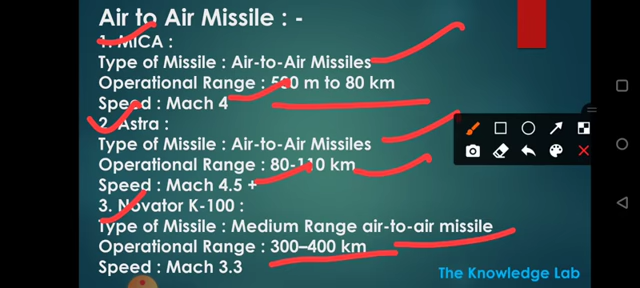 Air to Air Missile : -
1. MICA :
Type of Missile : Air-to-Air Missiles
Operational Range : 500 m to 80 km
Speed : Mach 4
2. Astra :
Type of Missile : Air-to-Air Missiles
Operational Range : 80-110 km
Speed : Mach 4.5 +
3. Novator K-100 :
Type of Missile : Medium Range air-to-air missile
Operational Range : 300–400 km
Speed : Mach 3.3
The Knowledge Lab